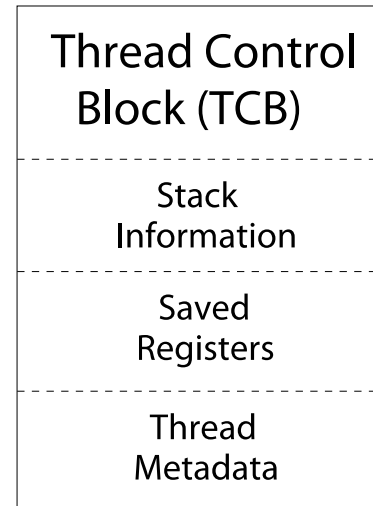 Thread Control
Block (TCB)
Stack
Information
Saved
Registers
Thread
Metadata